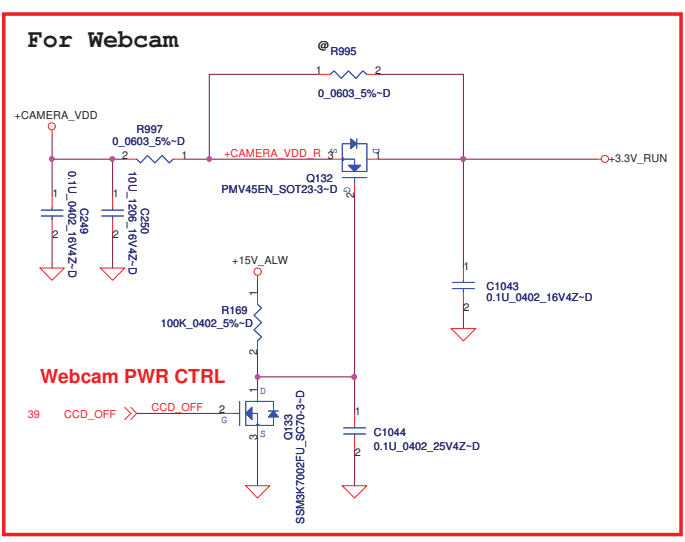 For Webcam
@
R995
1
2
0_0603_5%~D
+CAMERA_VDD
R997
0_0603_5%~D
2
1
+CAMERA_VDD_R
3
S
D
1
+3.3V_RUN
Q132
G
2
PMV45EN_SOT23-3~D
1
2
C249
0.1U_0402_16V4Z~D
1
2
C250
10U_1206_16V4Z~D
+15V_ALW
1
R169
100K_0402_5%~D
2
1
2
C1043
0.1U_0402_16V4Z~D
Webcam PWR CTRL
39
CCD_OFF
CCD_OFF
2
G
1
D
S
3
Q133
SSM3K7002FU_SC70-3~D
1
2
C1044
0.1U_0402_25V4Z~D